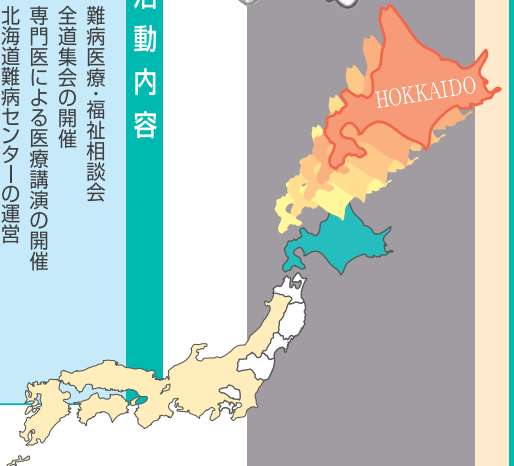 動内容
難病医療・福祉相談会
全道集会の開催
専門医による医療講演の開催
北海道難病センターの運営
HOKKAIDO